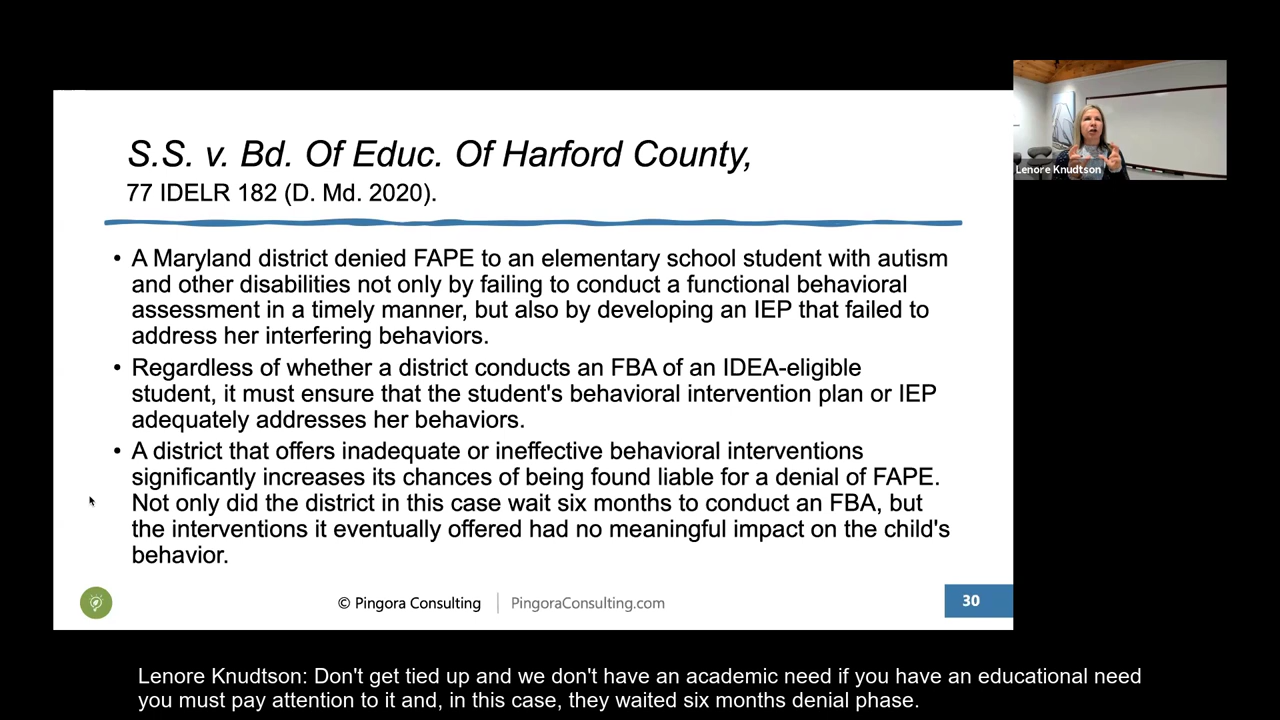 S.S. v. Bd. Of Educ. Of Harford County,
77 IDELR 182 (D. Md. 2020).
• A Maryland district denied FAPE to an elementary school student with autism
and other disabilities not only by failing to conduct a functional behavioral
assessment in a timely manner, but also by developing an IEP that failed to
address her interfering behaviors.
• Regardless of whether a district conducts an FBA of an IDEA-eligible
student, it must ensure that the student's behavioral intervention plan or IEP
adequately addresses her behaviors.
• A district that offers inadequate or ineffective behavioral interventions
significantly increases its chances of being found liable for a denial of FAPE.
Not only did the district in this case wait six months to conduct an FBA, but
the interventions it eventually offered had no meaningful impact on the child's
behavior.
© Pingora Consulting | PingoraConsulting.com
30
Lenore Knudtson
Lenore Knudtson: Don't get tied up and we don't have an academic need if you have an educational need
you must pay attention to it and, in this case, they waited six months denial phase.